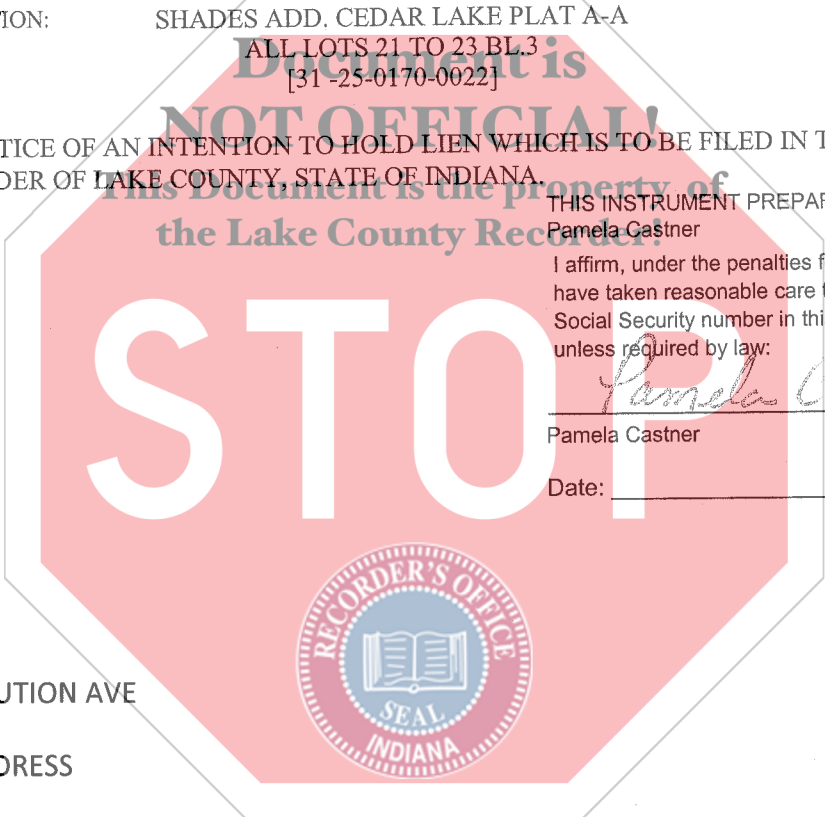 TION: SHADES ADD. CEDAR LAKE PLAT A-A
ALL LOTS 21 TO 23 BL.3
[31 -25-0170-0022]
Document is
NOT OFFICIAL!
TICE OF AN INTENTION TO HOLD LIEN WHICH IS TO BE FILED IN T
DER OF LAKE COUNTY, STATE OF INDIANA.
This Document is the property of
the Lake County Recorder!
THIS INSTRUMENT PREPAR
Pamela Castner
I affirm, under the penalties f
have taken reasonable care t
Social Security number in thi
unless required by law:
Pamela C
Pamela Castner
Date:
STOP
RECORDER'S OFFICE
SEAL
INDIANA
UTION AVE
DRESS